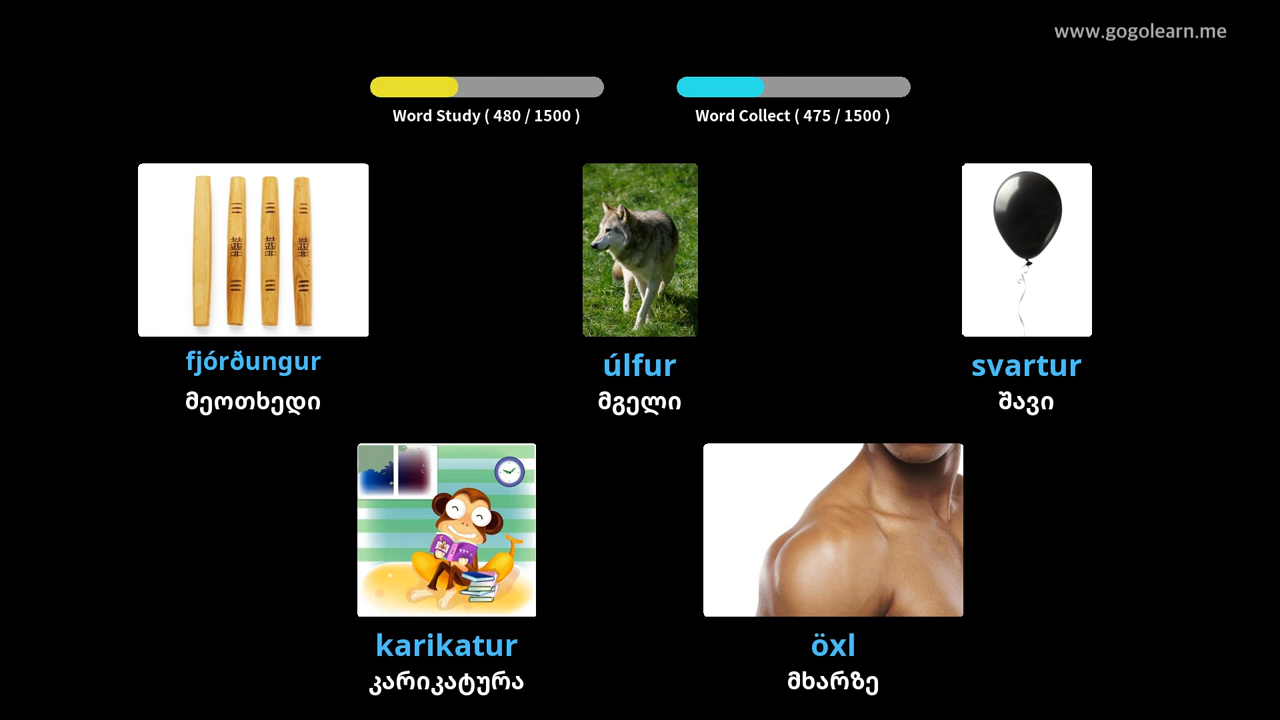 www.gogolearn.me
Word Study ( 480 / 1500 )
Word Collect ( 475 / 1500 )
fjórðungur
მეოთხედი
úlfur
მგელი
svartur
შავი
karikatur
კარიკატურა
öxl
მხარზე